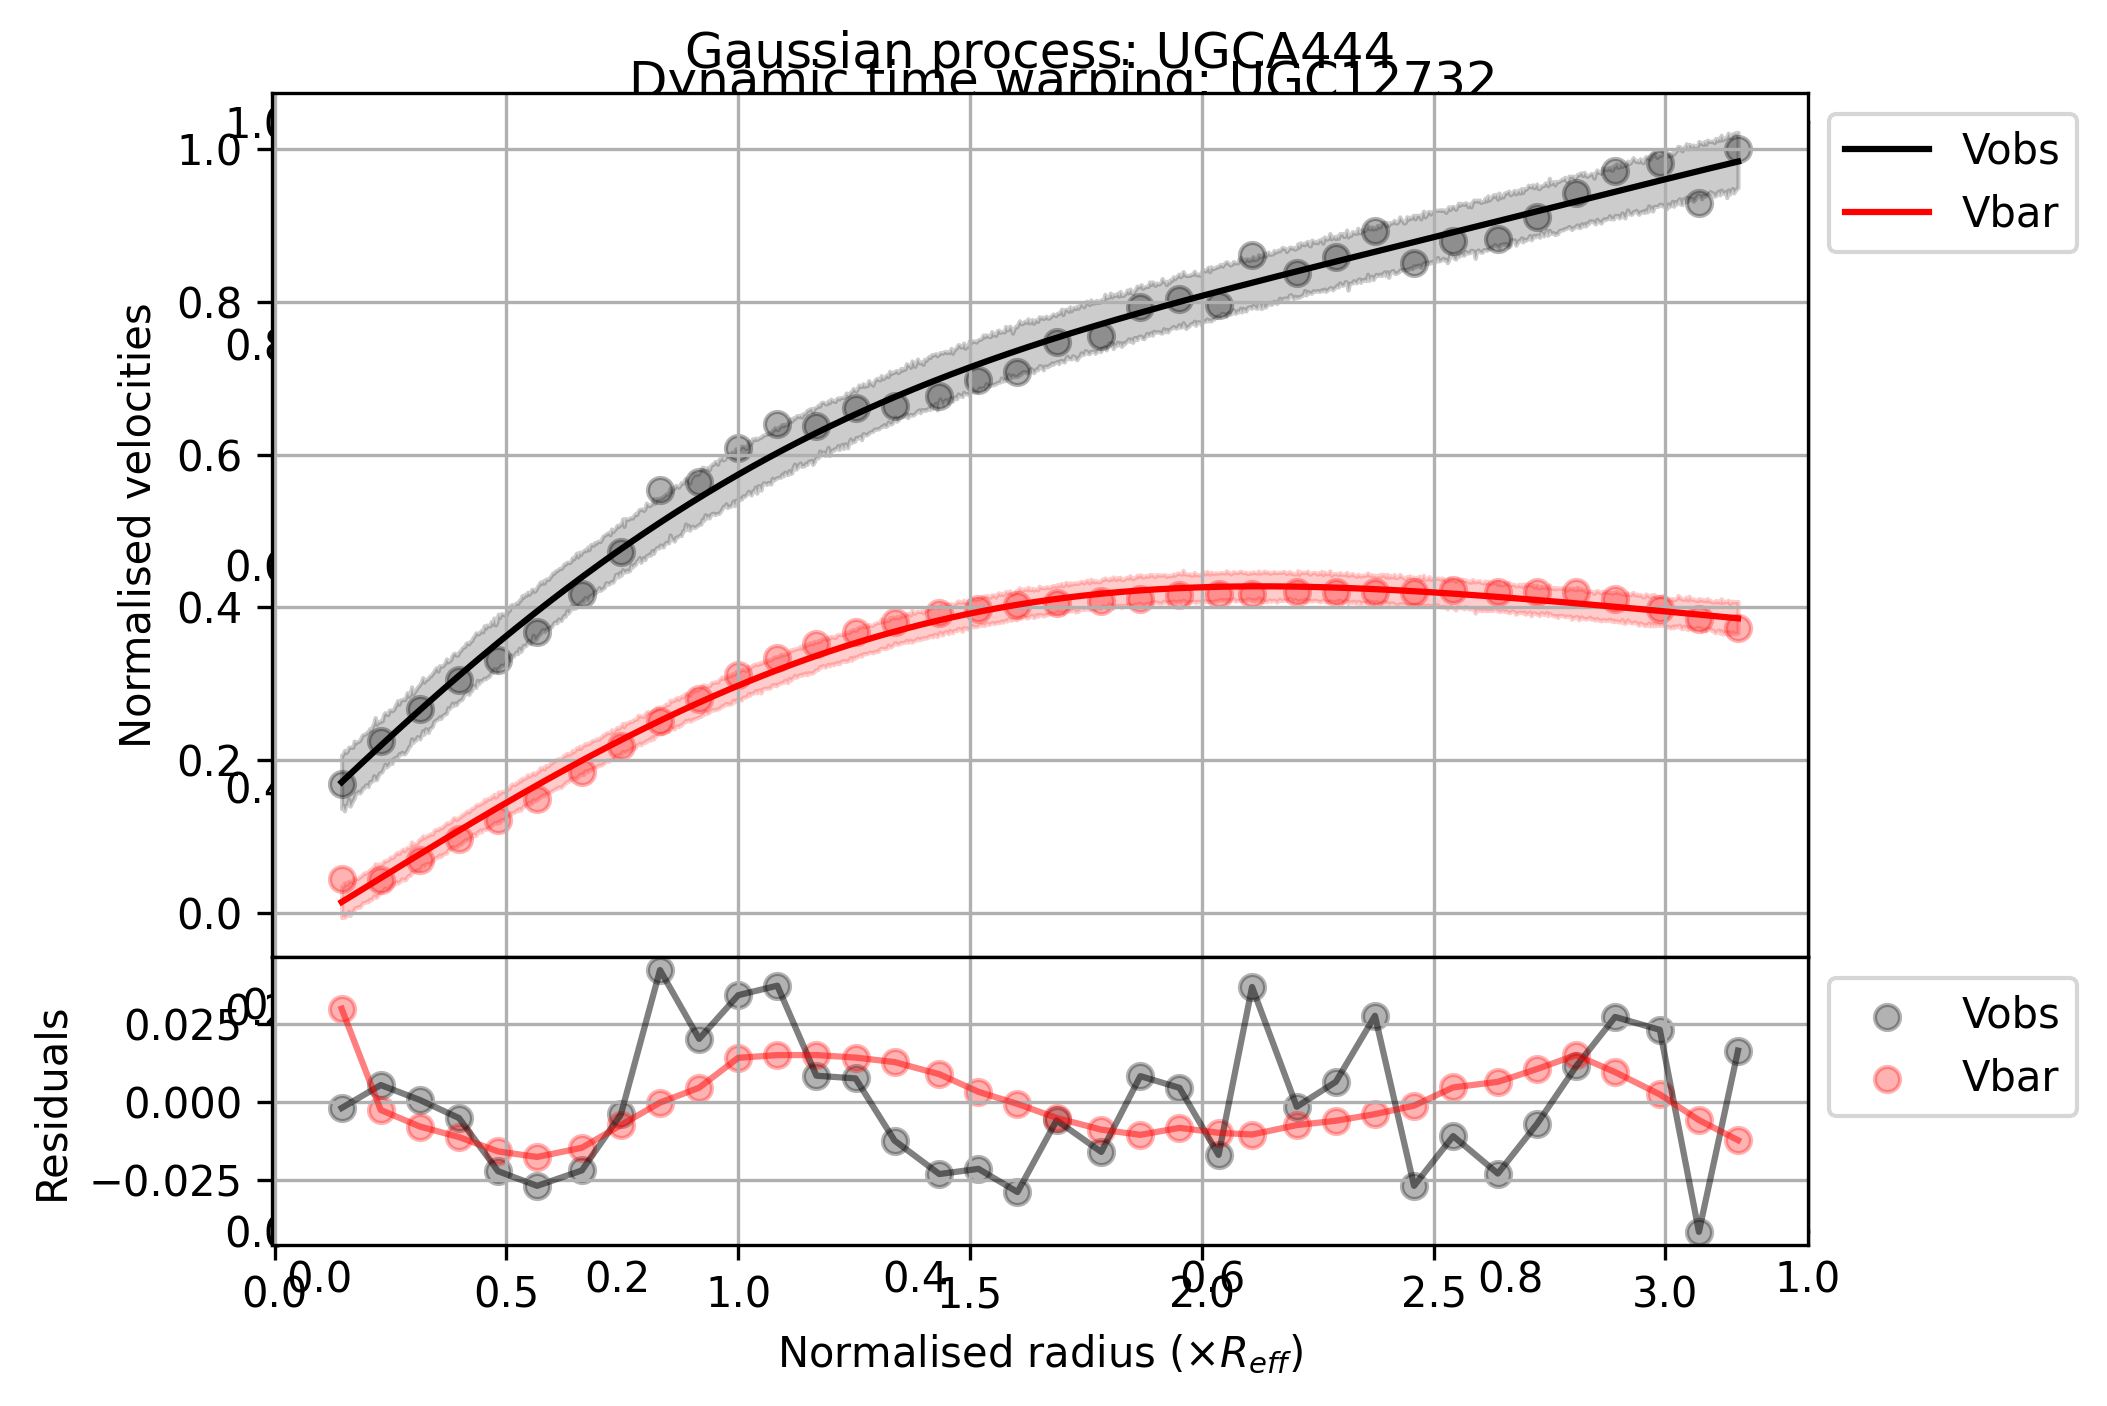 Gaussian process: UGCA444
Dynamic time warping: UGC12732
1.0
0.8
0.6
0.4
0.2
0.0
Normalised velocities
Vobs
Vbar
0.025
0.000
−0.025
Residuals
Vobs
Vbar
0.0 0.2 0.4 0.6 0.8 1.0
0.0 0.5 1.0 1.5 2.0 2.5 3.0
Normalised radius (×R_eff)